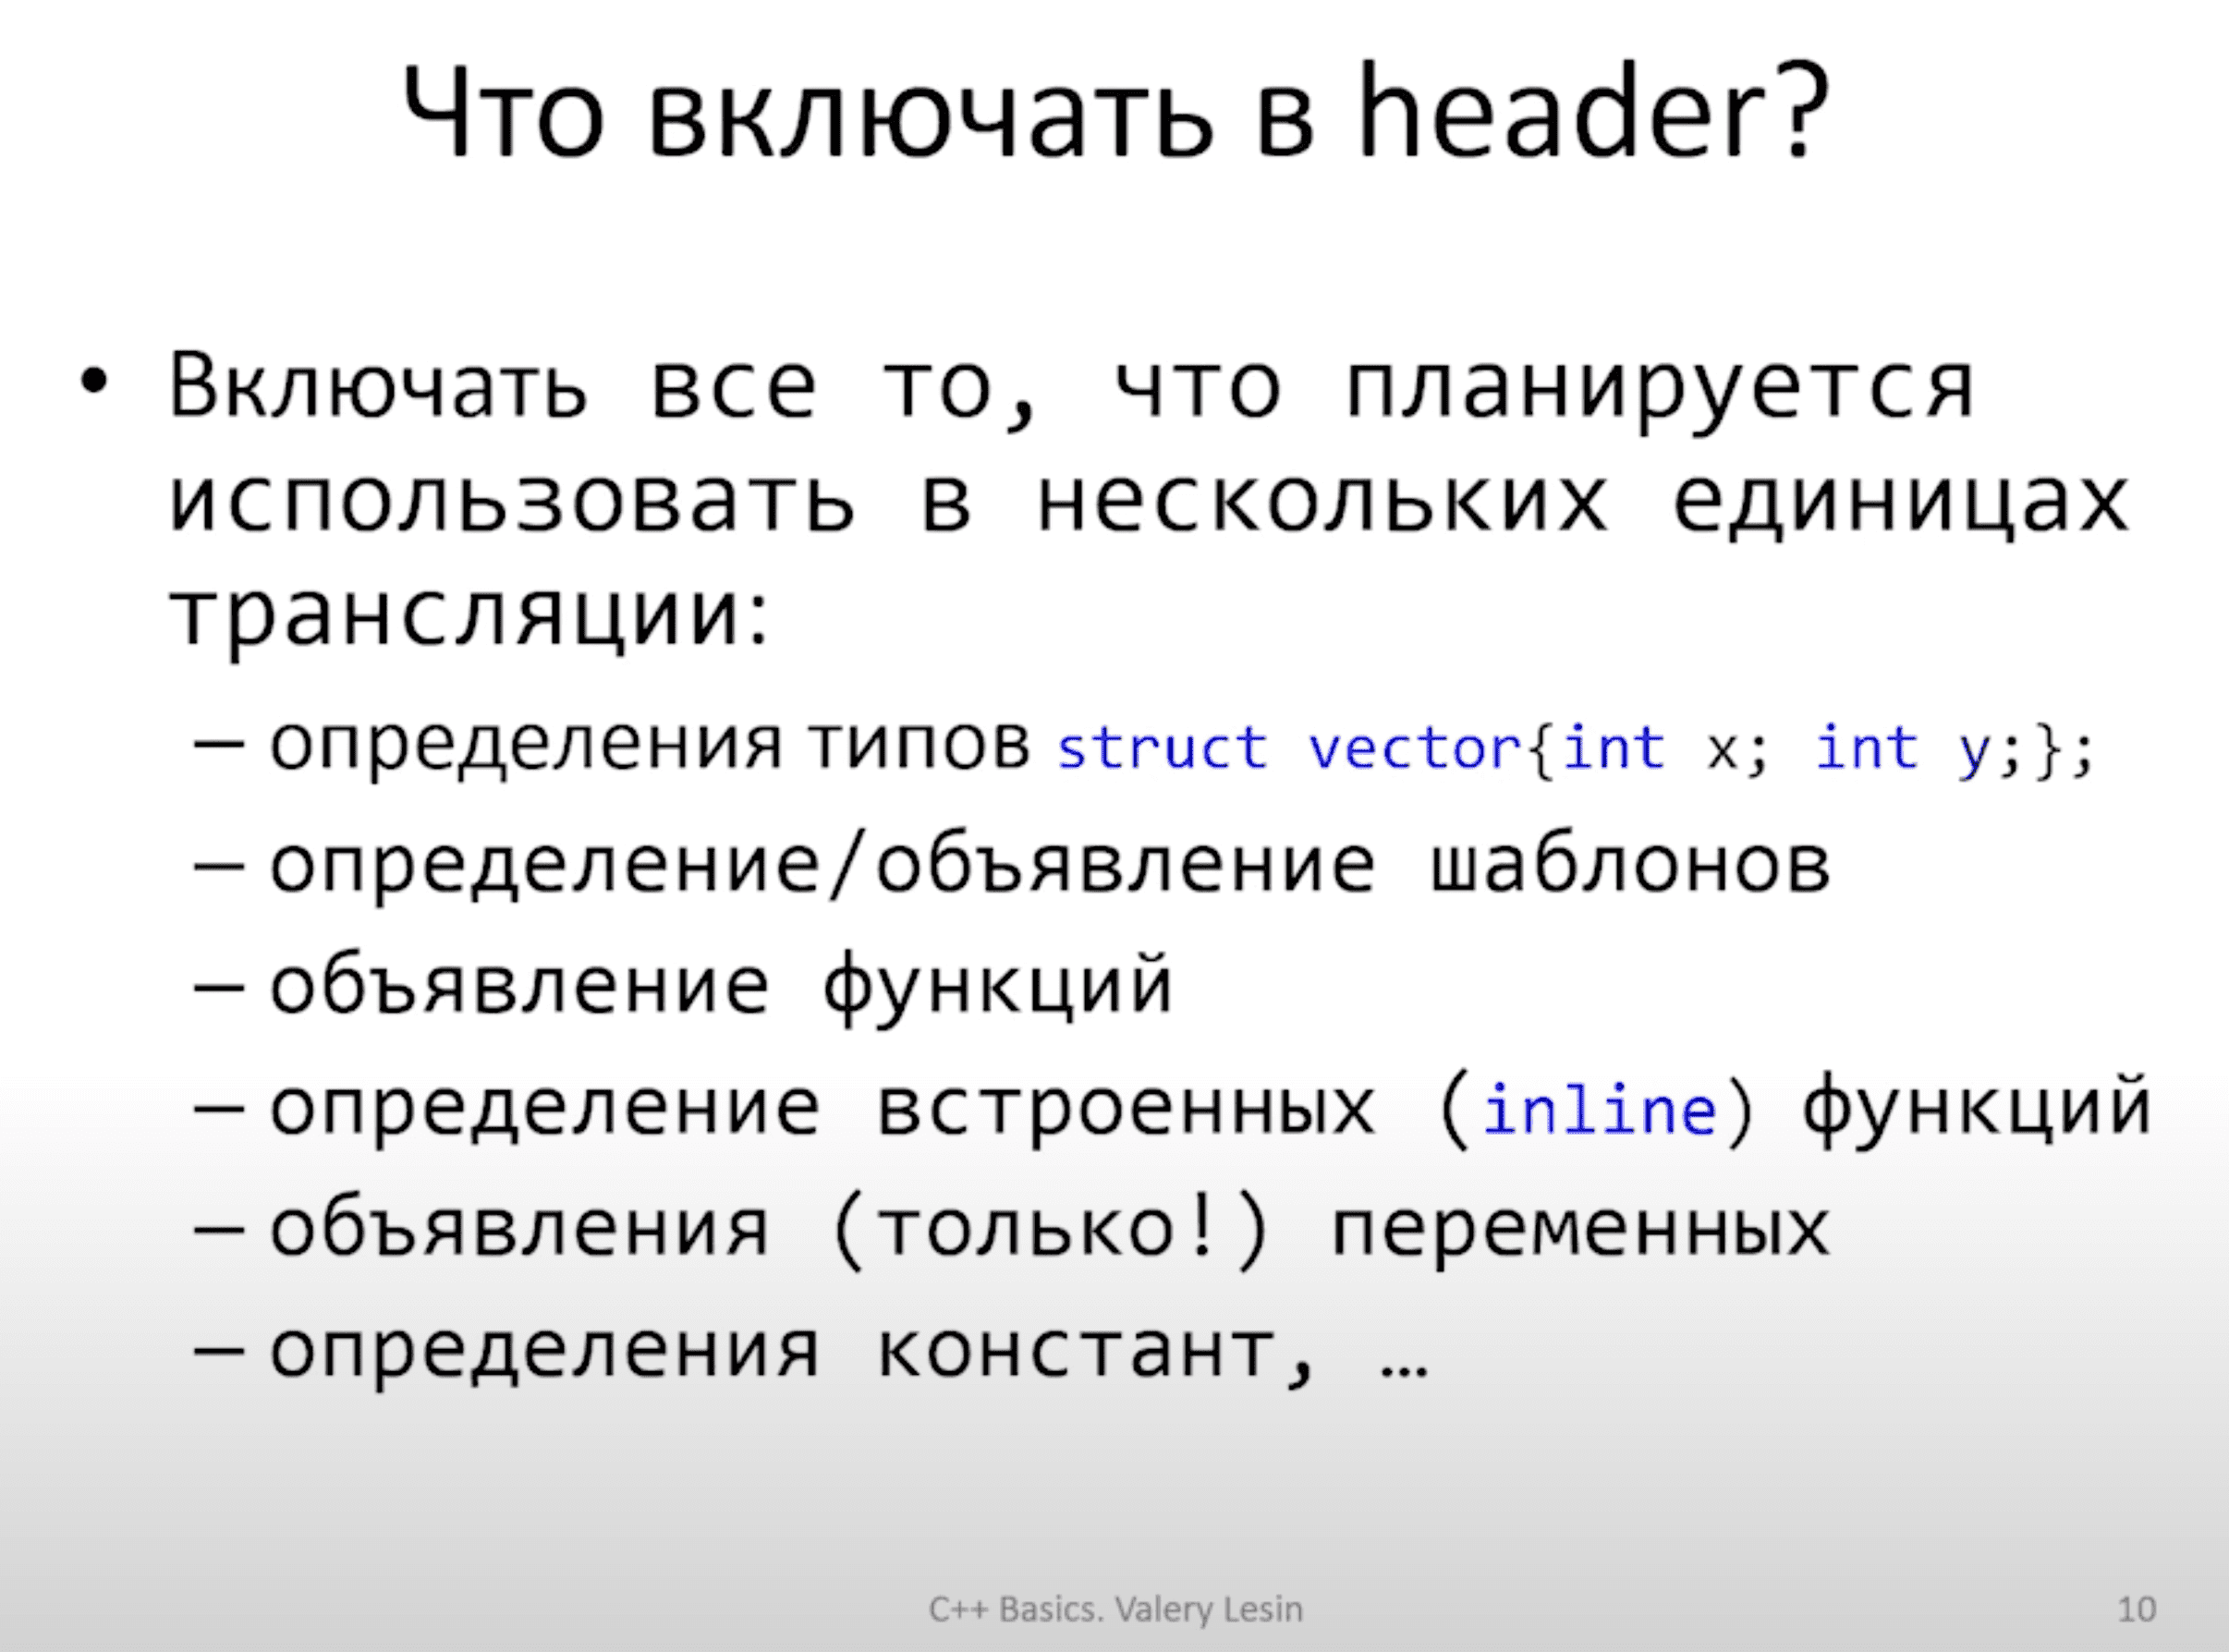 Что включать в header?
• Включать все то, что планируется
использовать в нескольких единицах
трансляции:
– определения типов struct vector{int x; int y;};
– определение/объявление шаблонов
– объявление функций
– определение встроенных (inline) функций
– объявления (только!) переменных
– определения констант, …
C++ Basics. Valery Lesin
10